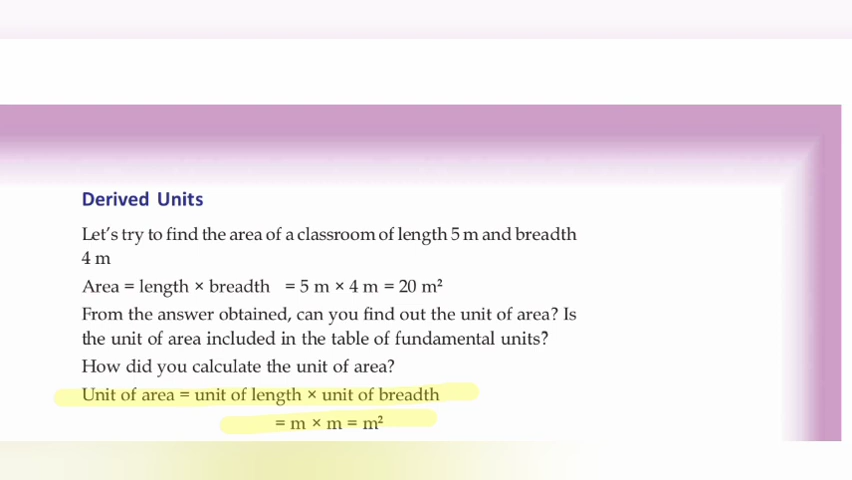 Derived Units
Let's try to find the area of a classroom of length 5 m and breadth
4 m
Area = length × breadth = 5 m × 4 m = 20 m²
From the answer obtained, can you find out the unit of area? Is
the unit of area included in the table of fundamental units?
How did you calculate the unit of area?
Unit of area = unit of length × unit of breadth
= m × m = m²